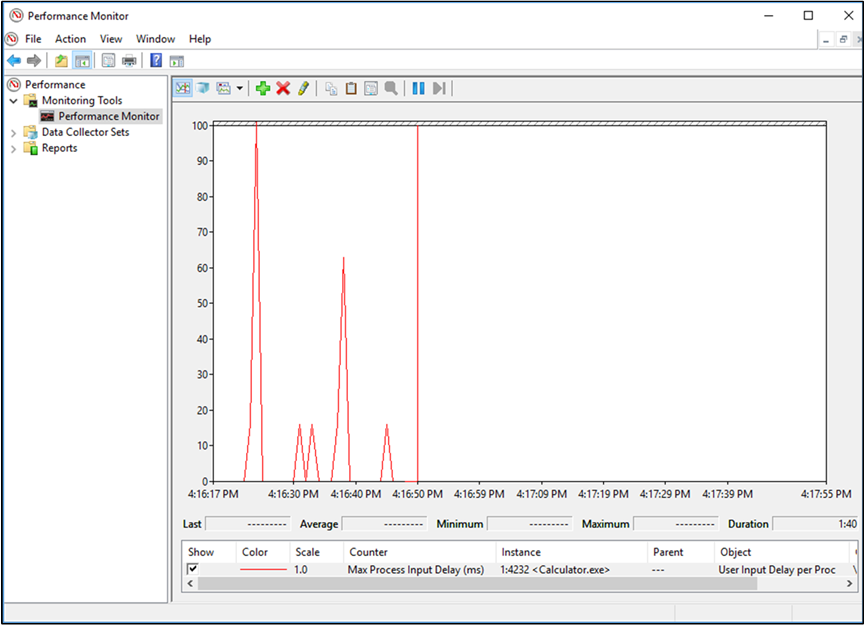 Performance Monitor
File Action View Window Help
Performance
Monitoring Tools
Performance Monitor
Data Collector Sets
Reports
100
90
80
70
60
50
40
30
20
10
0
4:16:17 PM 4:16:30 PM 4:16:40 PM 4:16:50 PM 4:16:59 PM 4:17:09 PM 4:17:19 PM 4:17:29 PM 4:17:39 PM 4:17:55 PM
Last --------- Average --------- Minimum --------- Maximum --------- Duration 1:40
Show Color Scale Counter Instance Parent Object
1.0 Max Process Input Delay (ms) 1:4232 <Calculator.exe> --- User Input Delay per Proc \